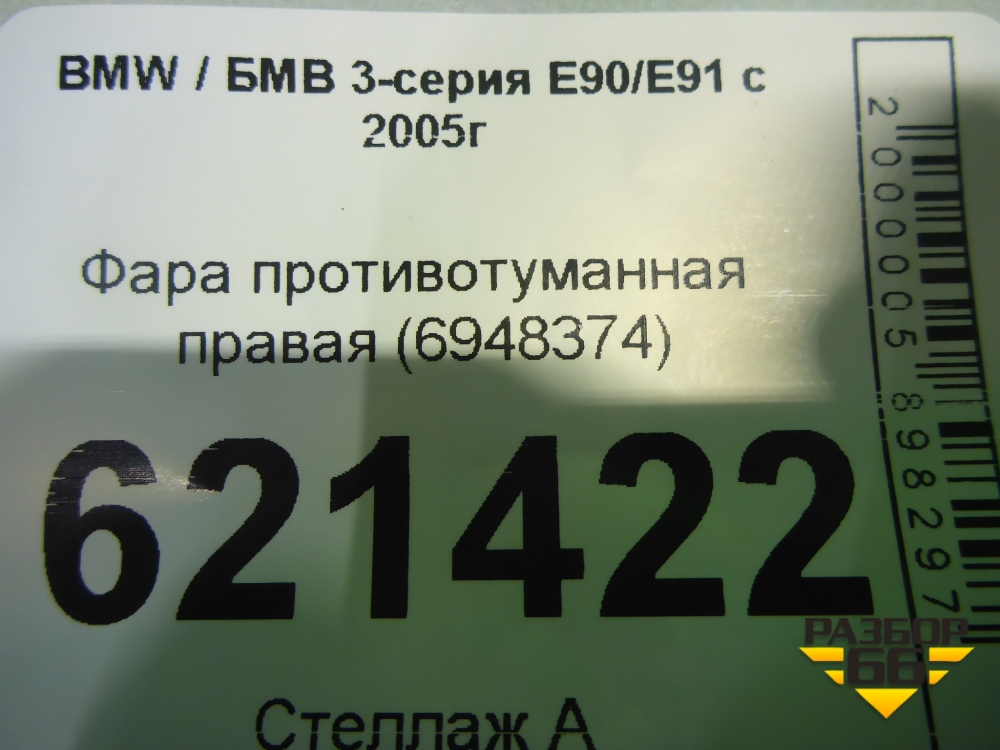 BMW / БМВ 3-серия E90/E91 с
2005г
Фара противотуманная
правая (6948374)
621422
Стеллаж А
2000005898297
РАЗБОР
66